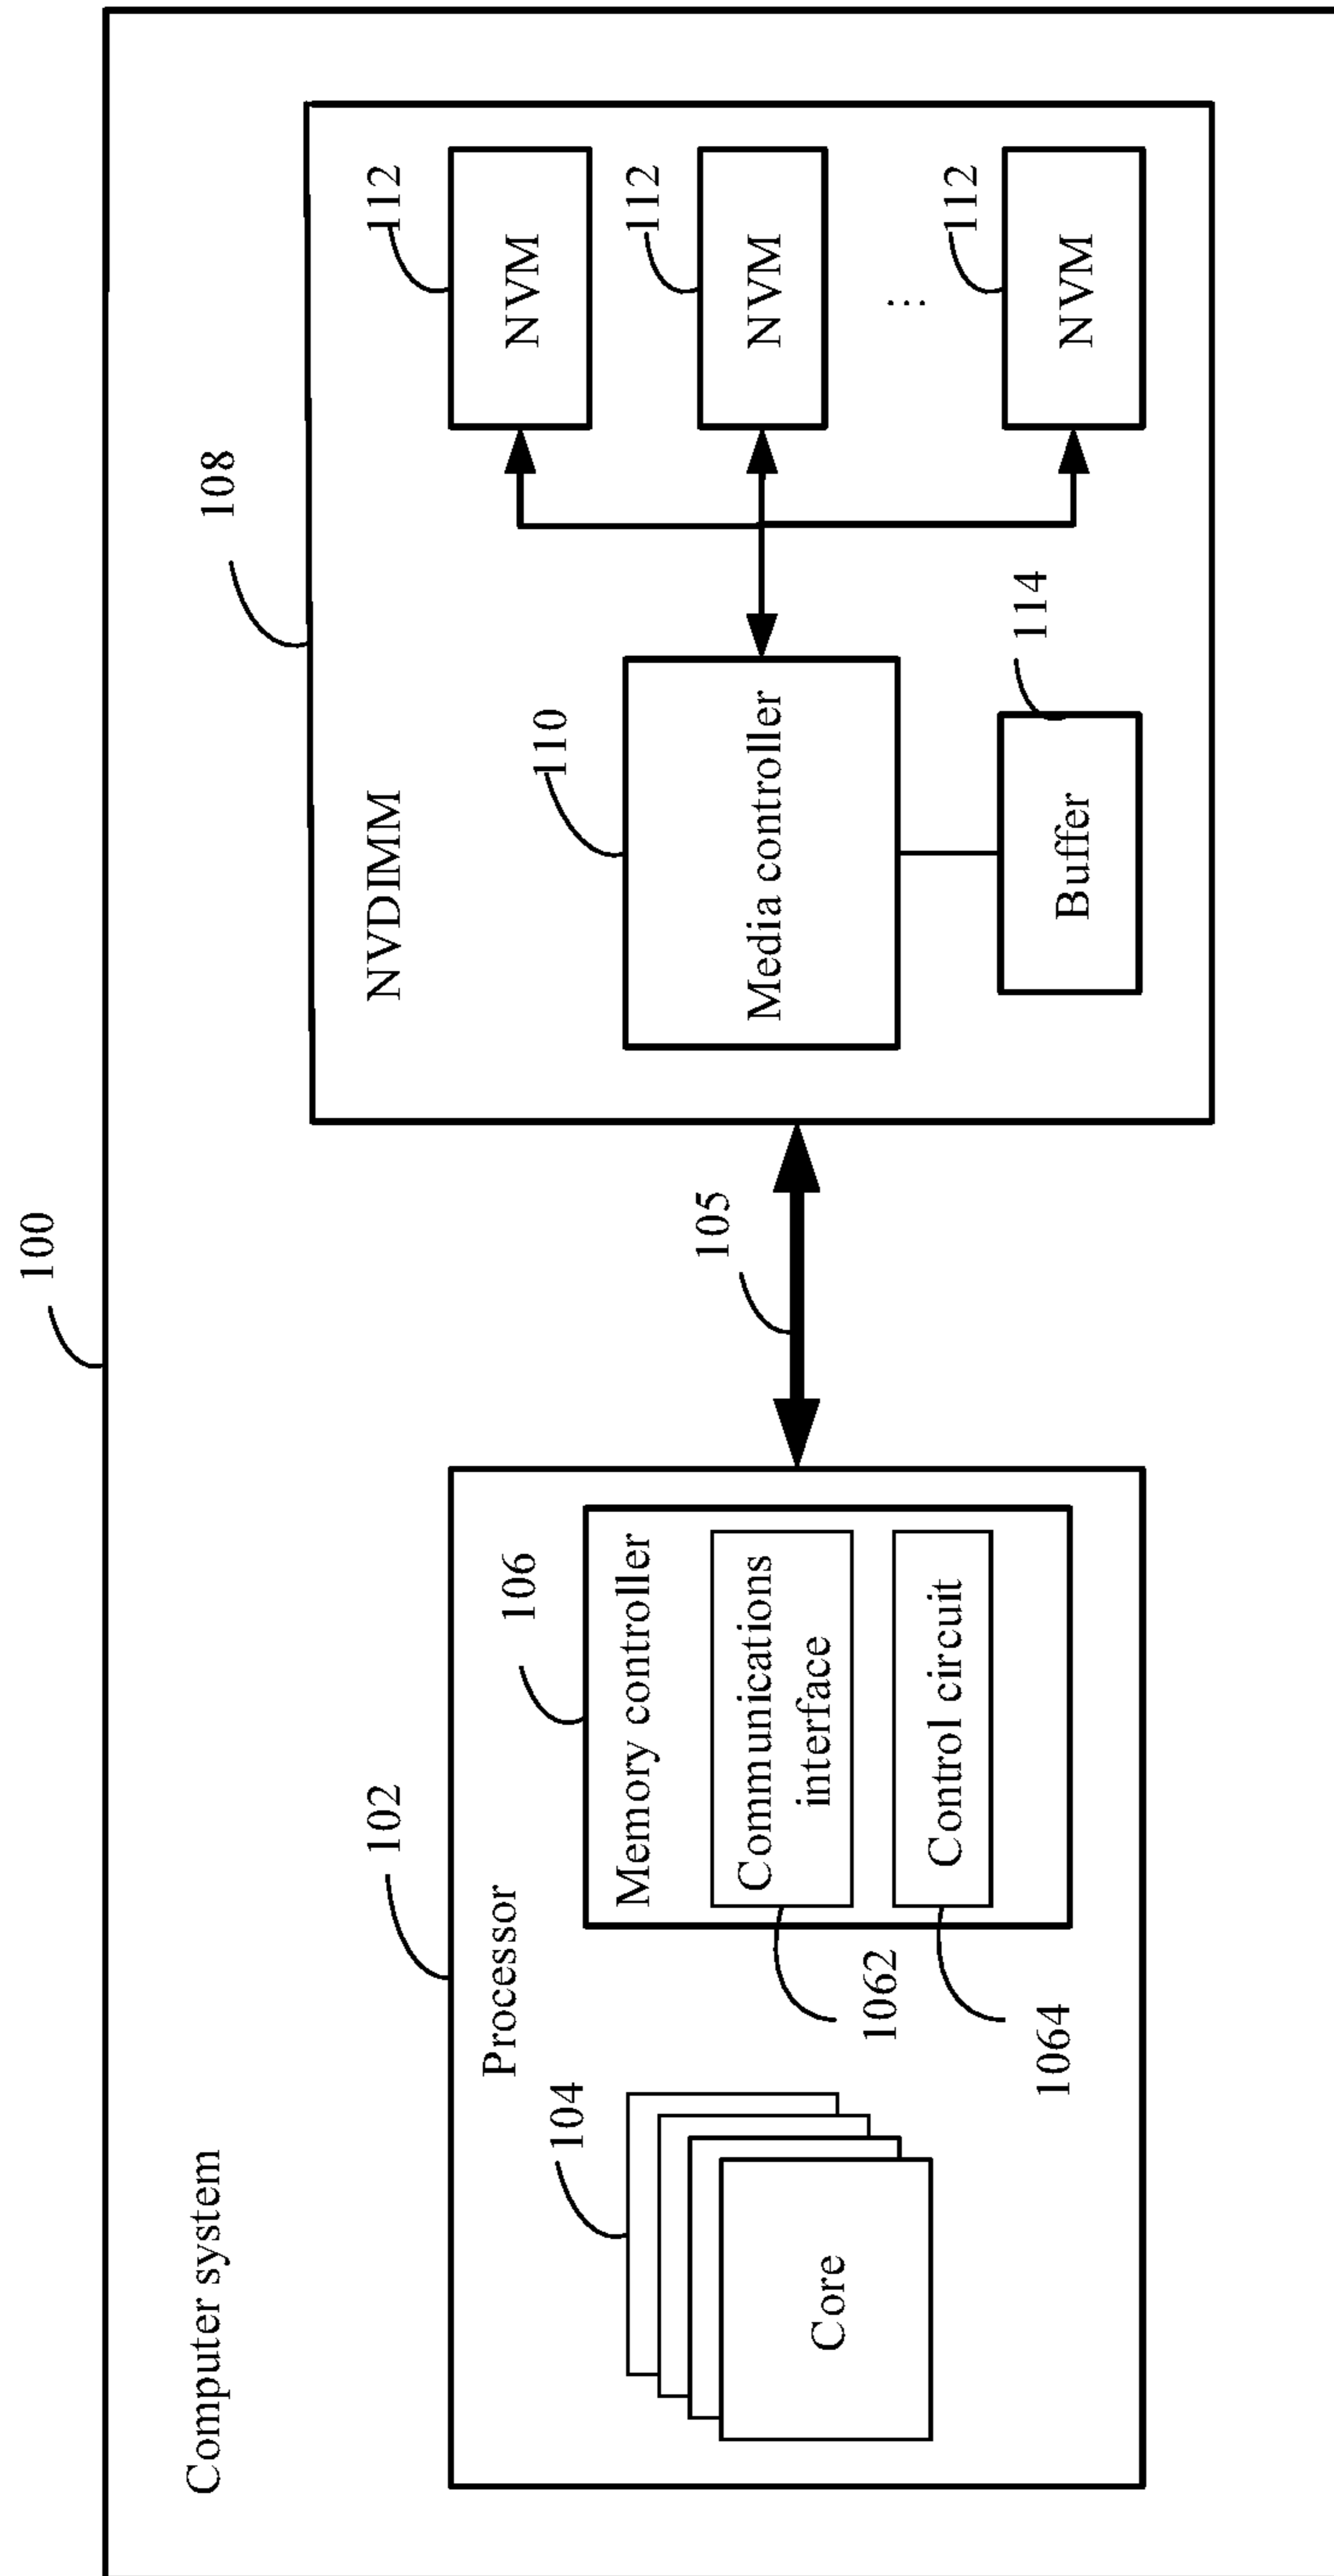 100
Computer system
102
Processor
104
Core
106
Memory controller
Communications
interface
1062
Control circuit
1064
105
108
NVDIMM
110
Media controller
114
Buffer
112
NVM
112
NVM
...
112
NVM